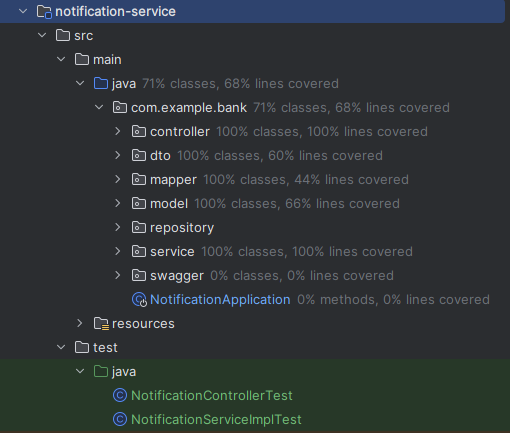 notification-service
src
main
java 71% classes, 68% lines covered
com.example.bank 71% classes, 68% lines covered
controller 100% classes, 100% lines covered
dto 100% classes, 60% lines covered
mapper 100% classes, 44% lines covered
model 100% classes, 66% lines covered
repository
service 100% classes, 100% lines covered
swagger 0% classes, 0% lines covered
NotificationApplication 0% methods, 0% lines covered
resources
test
java
NotificationControllerTest
NotificationServiceImplTest